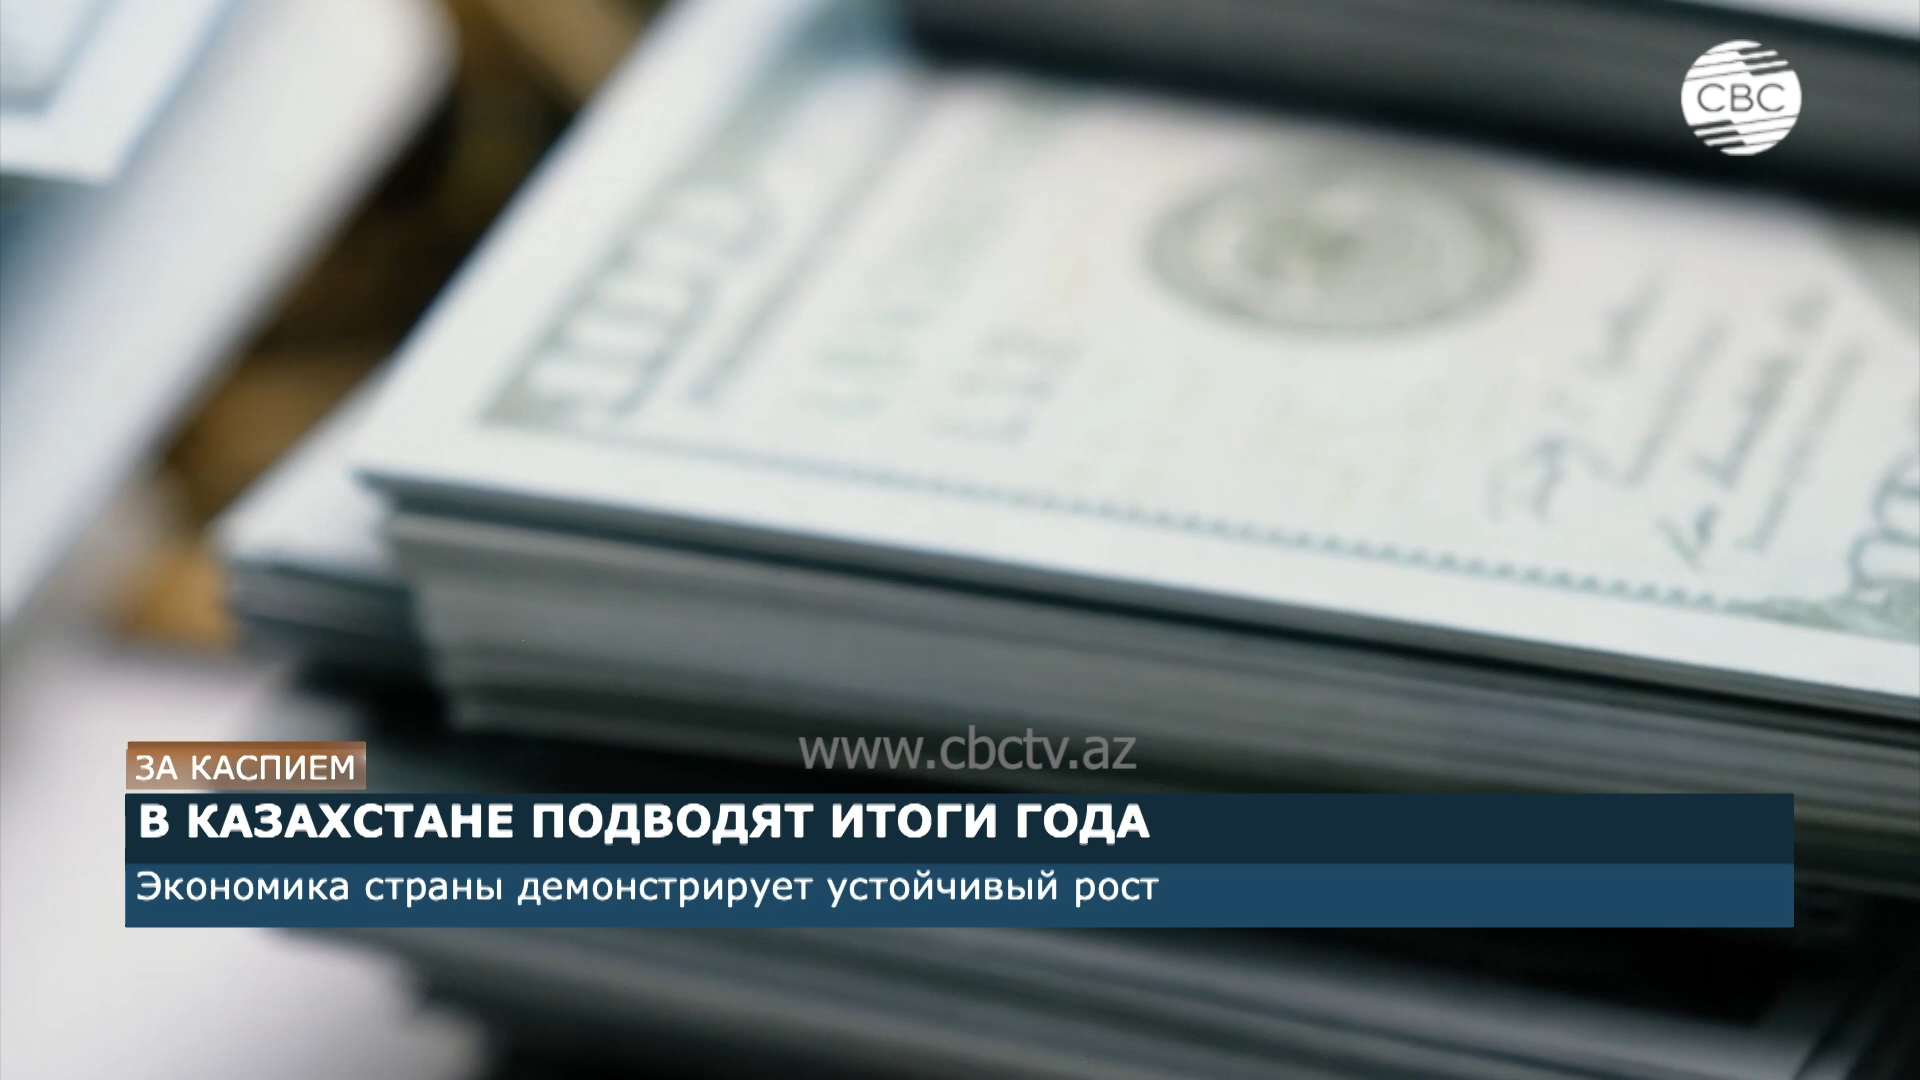 CBC
www.cbctv.az
ЗА КАСПИЕМ
В КАЗАХСТАНЕ ПОДВОДЯТ ИТОГИ ГОДА
Экономика страны демонстрирует устойчивый рост